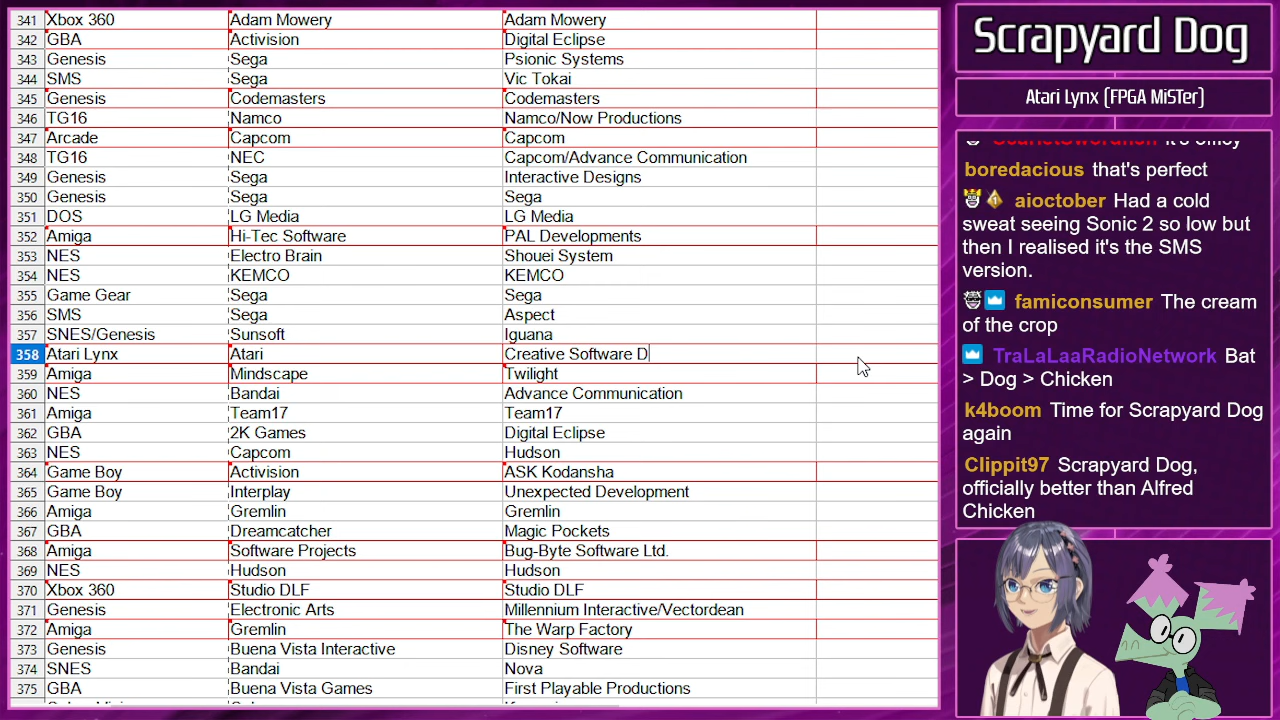 341 Xbox 360 Adam Mowery Adam Mowery
342 GBA Activision Digital Eclipse
343 Genesis Sega Psionic Systems
344 SMS Sega Vic Tokai
345 Genesis Codemasters Codemasters
346 TG16 Namco Namco/Now Productions
347 Arcade Capcom Capcom
348 TG16 NEC Capcom/Advance Communication
349 Genesis Sega Interactive Designs
350 Genesis Sega Sega
351 DOS LG Media LG Media
352 Amiga Hi-Tec Software PAL Developments
353 NES Electro Brain Shouei System
354 NES KEMCO KEMCO
355 Game Gear Sega Sega
356 SMS Sega Aspect
357 SNES/Genesis Sunsoft Iguana
358 Atari Lynx Atari Creative Software D
359 Amiga Mindscape Twilight
360 NES Bandai Advance Communication
361 Amiga Team17 Team17
362 GBA 2K Games Digital Eclipse
363 NES Capcom Hudson
364 Game Boy Activision ASK Kodansha
365 Game Boy Interplay Unexpected Development
366 Amiga Gremlin Gremlin
367 GBA Dreamcatcher Magic Pockets
368 Amiga Software Projects Bug-Byte Software Ltd.
369 NES Hudson Hudson
370 Xbox 360 Studio DLF Studio DLF
371 Genesis Electronic Arts Millennium Interactive/Vectordean
372 Amiga Gremlin The Warp Factory
373 Genesis Buena Vista Interactive Disney Software
374 SNES Bandai Nova
375 GBA Buena Vista Games First Playable Productions
Scrapyard Dog
Atari Lynx (FPGA MiSTer)
boredacious that's perfect
aioctober Had a cold
sweat seeing Sonic 2 so low but
then I realised it's the SMS
version.
famiconsumer The cream
of the crop
TraLaLaaRadioNetwork Bat
> Dog > Chicken
k4boom Time for Scrapyard Dog
again
Clippit97 Scrapyard Dog,
officially better than Alfred
Chicken